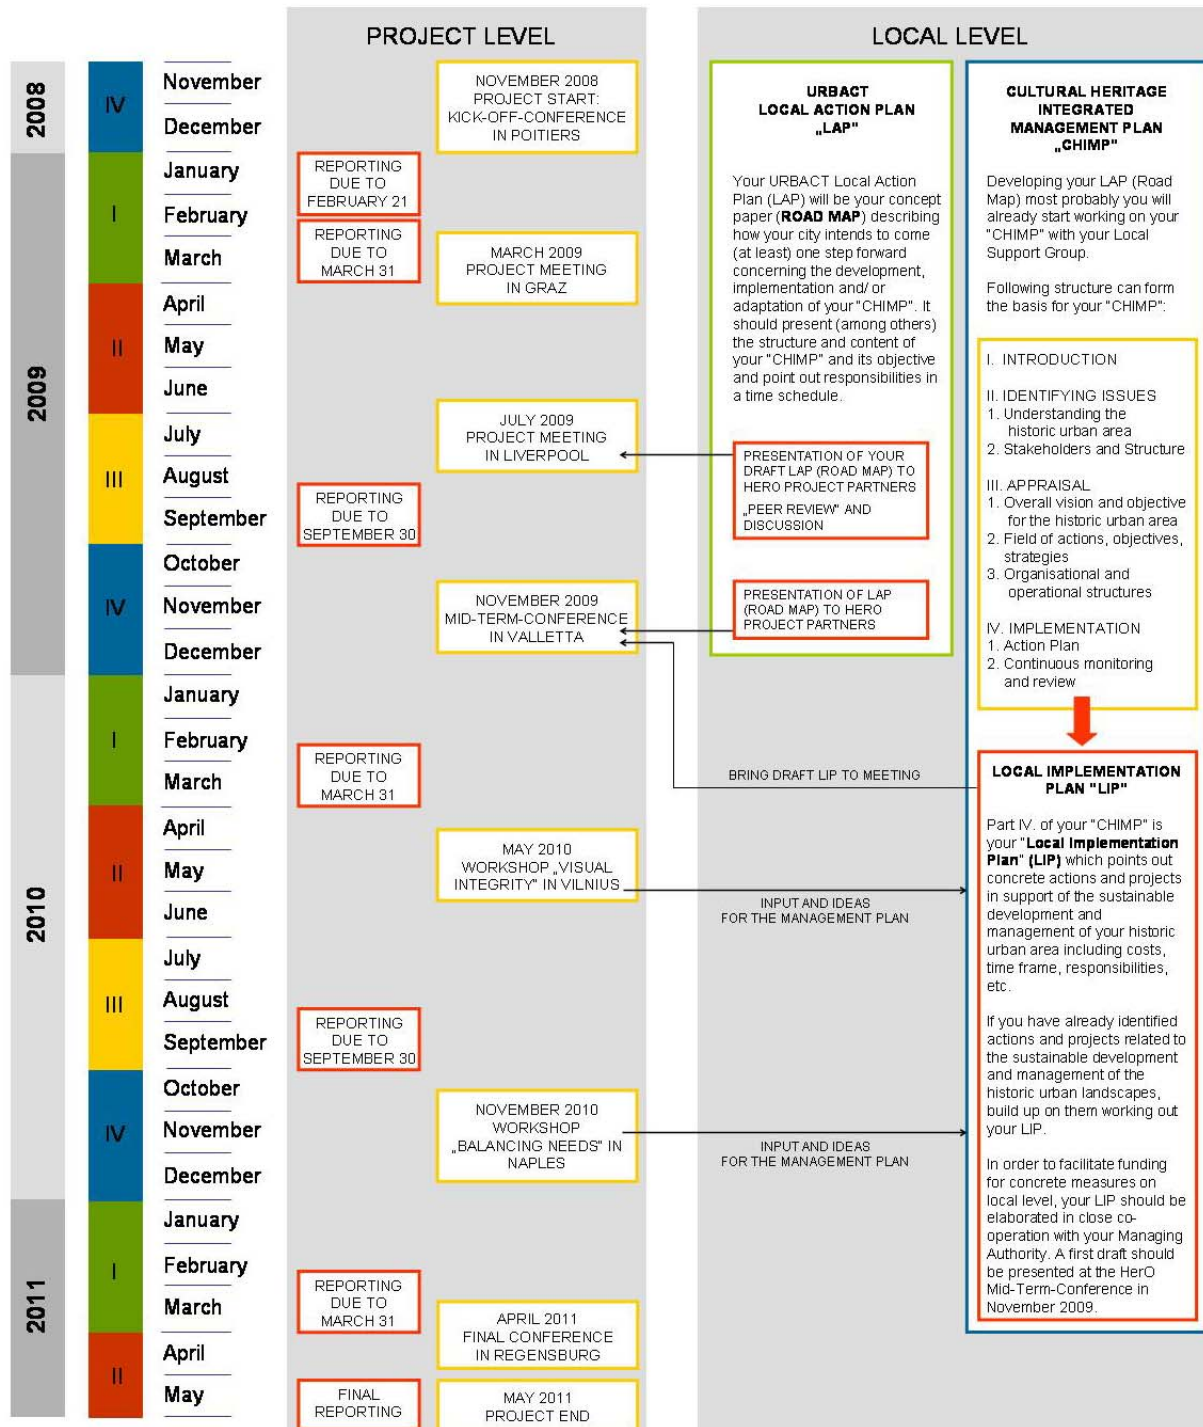 PROJECT LEVEL
LOCAL LEVEL
2008
IV
November
December
2009
I
January
February
March
II
April
May
June
III
July
August
September
IV
October
November
December
2010
I
January
February
March
II
April
May
June
III
July
August
September
IV
October
November
December
2011
I
January
February
March
II
April
May
REPORTING
DUE TO
FEBRUARY 21
REPORTING
DUE TO
MARCH 31
REPORTING
DUE TO
SEPTEMBER 30
REPORTING
DUE TO
MARCH 31
REPORTING
DUE TO
SEPTEMBER 30
REPORTING
DUE TO
MARCH 31
FINAL
REPORTING
NOVEMBER 2008
PROJECT START:
KICK-OFF-CONFERENCE
IN POITIERS
MARCH 2009
PROJECT MEETING
IN GRAZ
JULY 2009
PROJECT MEETING
IN LIVERPOOL
NOVEMBER 2009
MID-TERM-CONFERENCE
IN VALLETTA
MAY 2010
WORKSHOP „VISUAL
INTEGRITY" IN VILNIUS
NOVEMBER 2010
WORKSHOP
„BALANCING NEEDS" IN
NAPLES
APRIL 2011
FINAL CONFERENCE
IN REGENSBURG
MAY 2011
PROJECT END
URBACT
LOCAL ACTION PLAN
„LAP"
Your URBACT Local Action
Plan (LAP) will be your concept
paper (ROAD MAP) describing
how your city intends to come
(at least) one step forward
concerning the development,
implementation and/ or
adaptation of your "CHIMP". It
should present (among others)
the structure and content of
your "CHIMP" and its objective
and point out responsibilities in
a time schedule.
PRESENTATION OF YOUR
DRAFT LAP (ROAD MAP) TO
HERO PROJECT PARTNERS
„PEER REVIEW" AND
DISCUSSION
PRESENTATION OF LAP
(ROAD MAP) TO HERO
PROJECT PARTNERS
BRING DRAFT LIP TO MEETING
INPUT AND IDEAS
FOR THE MANAGEMENT PLAN
INPUT AND IDEAS
FOR THE MANAGEMENT PLAN
CULTURAL HERITAGE
INTEGRATED
MANAGEMENT PLAN
„CHIMP"
Developing your LAP (Road
Map) most probably you will
already start working on your
"CHIMP" with your Local
Support Group.
Following structure can form
the basis for your "CHIMP":
I. INTRODUCTION
II. IDENTIFYING ISSUES
1. Understanding the
historic urban area
2. Stakeholders and Structure
III. APPRAISAL
1. Overall vision and objective
for the historic urban area
2. Field of actions, objectives,
strategies
3. Organisational and
operational structures
IV. IMPLEMENTATION
1. Action Plan
2. Continuous monitoring
and review
LOCAL IMPLEMENTATION
PLAN "LIP"
Part IV. of your "CHIMP" is
your "Local Implementation
Plan" (LIP) which points out
concrete actions and projects
in support of the sustainable
development and
management of your historic
urban area including costs,
time frame, responsibilities,
etc.
If you have already identified
actions and projects related to
the sustainable development
and management of the
historic urban landscapes,
build up on them working out
your LIP.
In order to facilitate funding
for concrete measures on
local level, your LIP should be
elaborated in close co-
operation with your Managing
Authority. A first draft should
be presented at the HerO
Mid-Term-Conference in
November 2009.